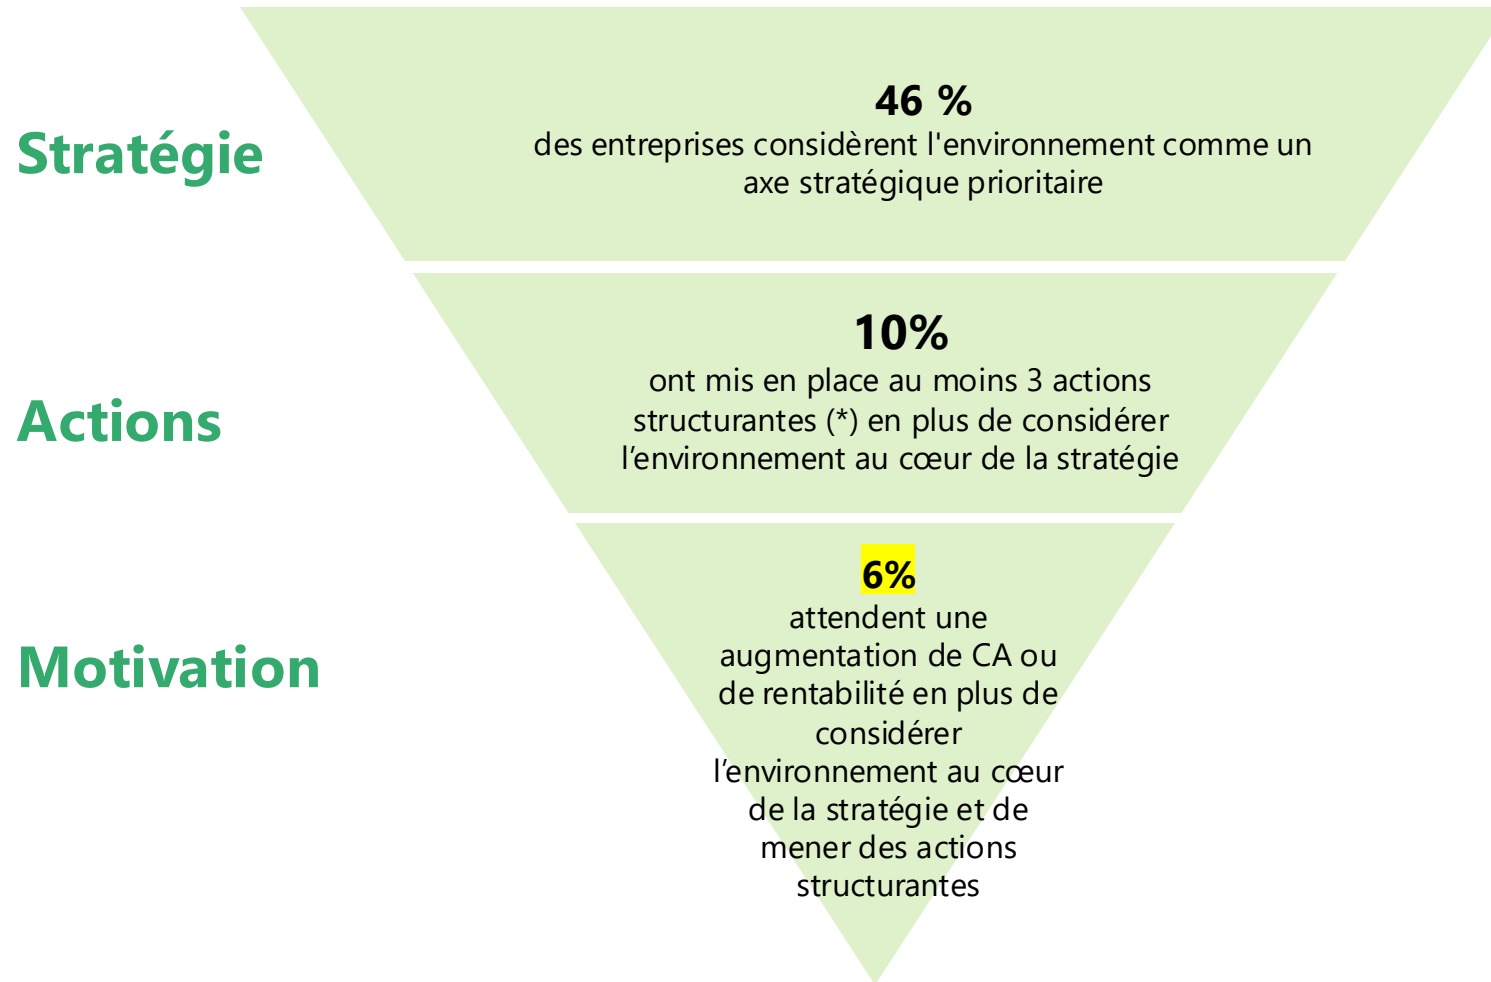 Stratégie
46 %
des entreprises considèrent l'environnement comme un
axe stratégique prioritaire
Actions
10%
ont mis en place au moins 3 actions
structurantes (*) en plus de considérer
l’environnement au cœur de la stratégie
Motivation
6%
attendent une
augmentation de CA ou
de rentabilité en plus de
considérer
l’environnement au cœur
de la stratégie et de
mener des actions
structurantes